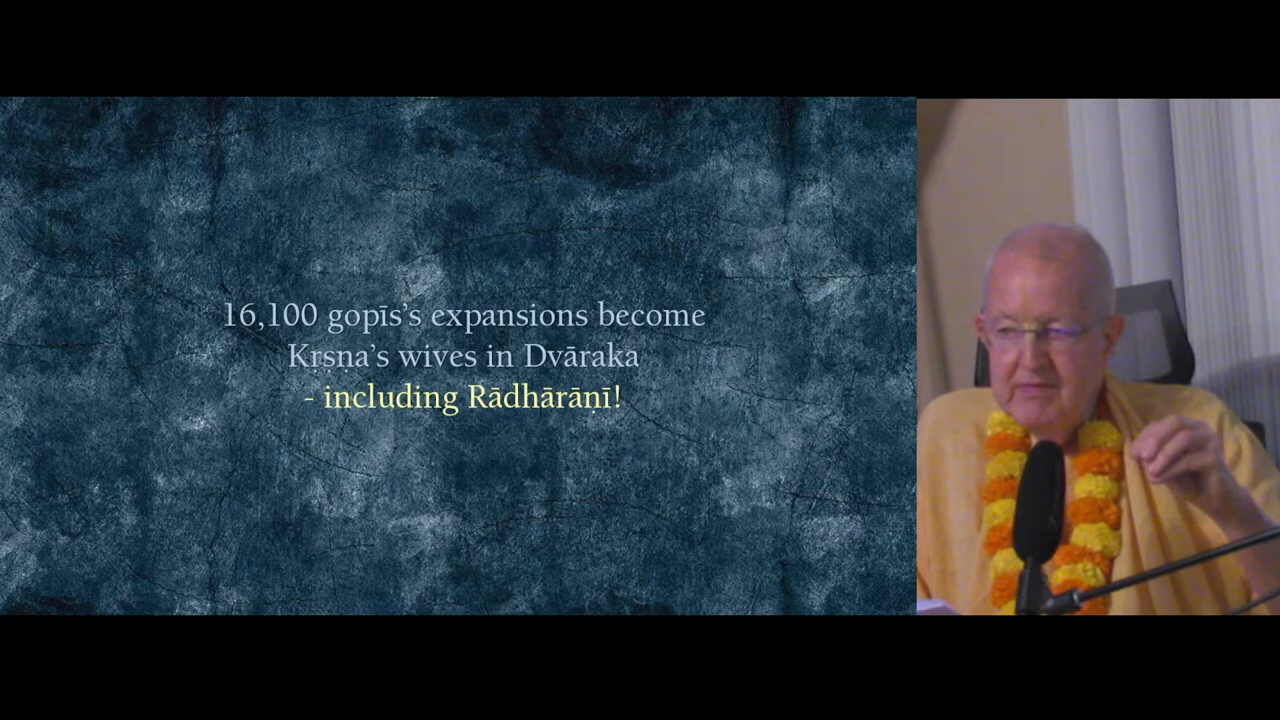 16,100 gopīs’s expansions become
Kṛṣṇa’s wives in Dvāraka
- including Rādhārāṇī!